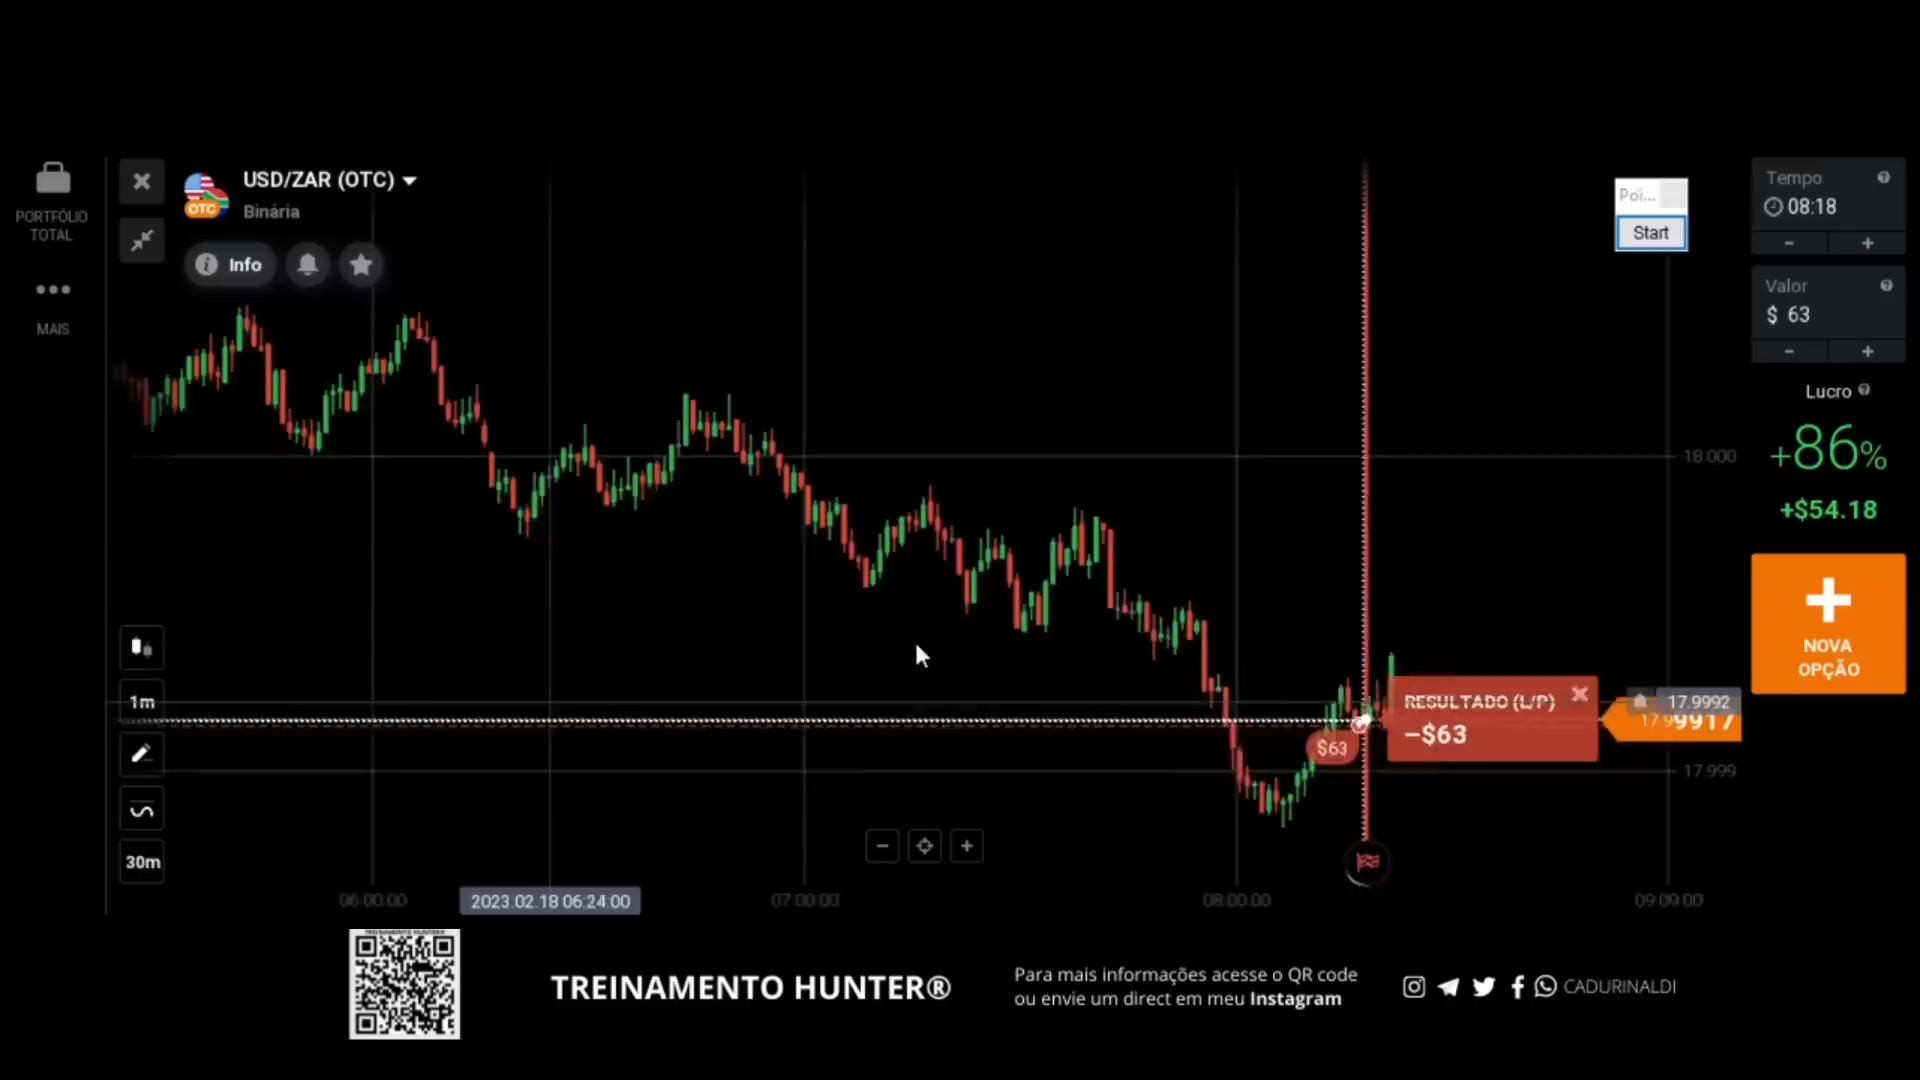 PORTFÓLIO
TOTAL
MAIS
USD/ZAR (OTC)
OTC
Binária
Info
Poi...
Start
Tempo
08:18
Valor
$ 63
Lucro
+86%
+$54.18
NOVA
OPÇÃO
18.000
RESULTADO (L/P)
–$63
$63
17.9992
17.99917
17.999
1m
30m
06:00:00
2023.02.18 06:24:00
07:00:00
08:00:00
09:00:00
TREINAMENTO HUNTER®
Para mais informações acesse o QR code
ou envie um direct em meu Instagram
CADURINALDI